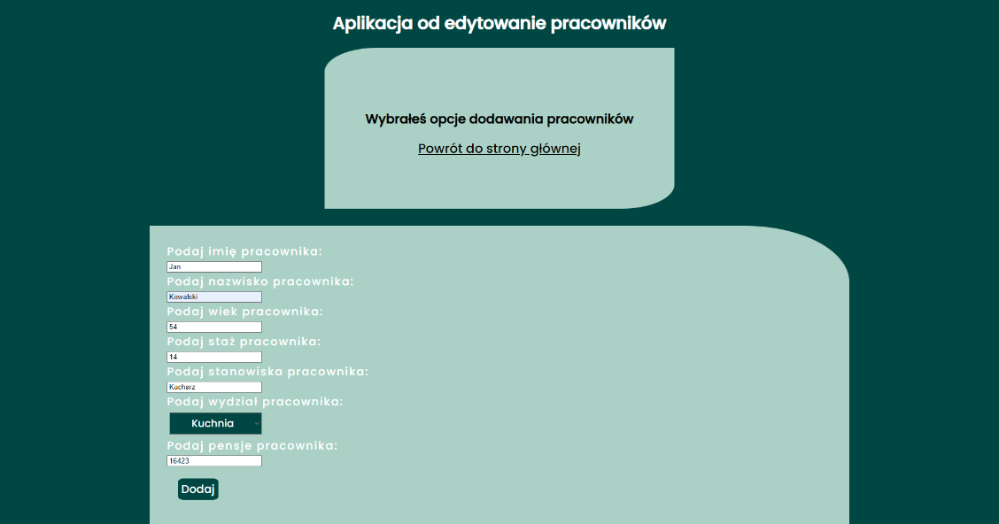 Aplikacja od edytowanie pracowników
Wybrałeś opcje dodawania pracowników
Powrót do strony głównej
Podaj imię pracownika:
Jan
Podaj nazwisko pracownika:
Kowalski
Podaj wiek pracownika:
54
Podaj staż pracownika:
14
Podaj stanowiska pracownika:
Kucharz
Podaj wydział pracownika:
Kuchnia
Podaj pensje pracownika:
16423
Dodaj